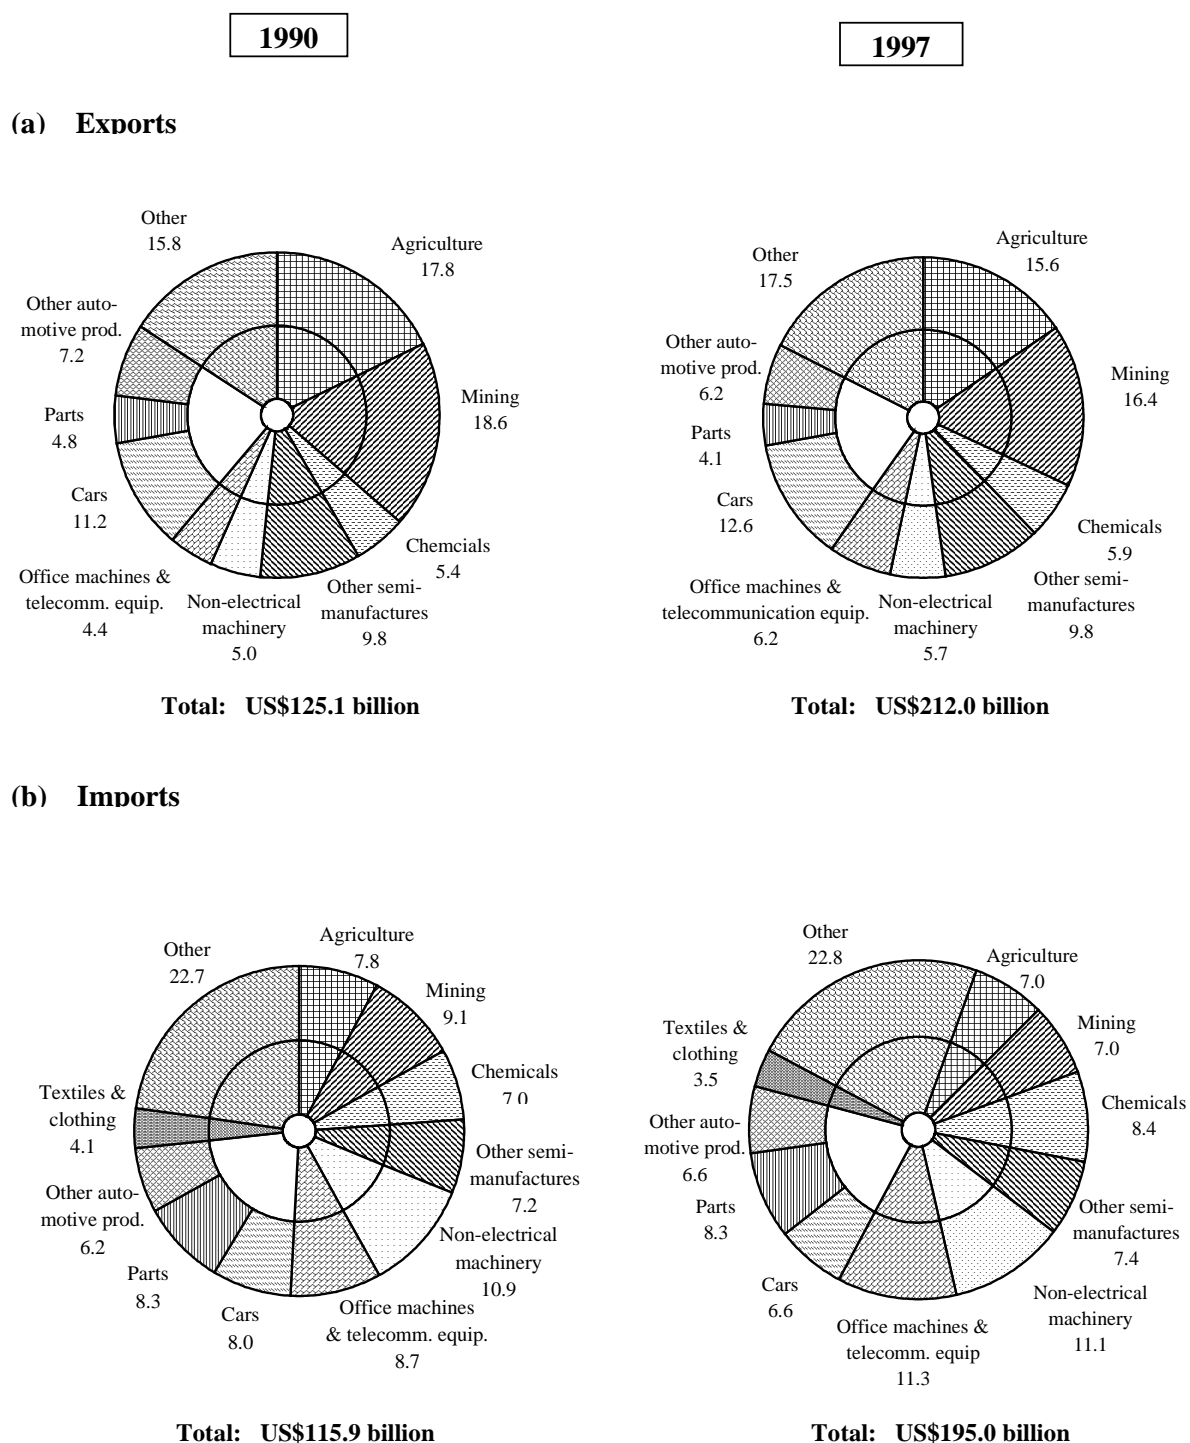 1990
1997
(a) Exports
Other
15.8
Agriculture
17.8
Other auto-
motive prod.
7.2
Mining
18.6
Parts
4.8
Cars
11.2
Chemcials
5.4
Office machines &
telecomm. equip.
4.4
Non-electrical
machinery
5.0
Other semi-
manufactures
9.8
Total: US$125.1 billion
Other
17.5
Agriculture
15.6
Other auto-
motive prod.
6.2
Mining
16.4
Parts
4.1
Cars
12.6
Chemicals
5.9
Office machines &
telecommunication equip.
6.2
Non-electrical
machinery
5.7
Other semi-
manufactures
9.8
Total: US$212.0 billion
(b) Imports
Other
22.7
Agriculture
7.8
Mining
9.1
Chemicals
7.0
Textiles &
clothing
4.1
Other semi-
manufactures
7.2
Other auto-
motive prod.
6.2
Non-electrical
machinery
10.9
Parts
8.3
Cars
8.0
Office machines
& telecomm. equip.
8.7
Total: US$115.9 billion
Other
22.8
Agriculture
7.0
Mining
7.0
Textiles &
clothing
3.5
Chemicals
8.4
Other auto-
motive prod.
6.6
Parts
8.3
Other semi-
manufactures
7.4
Cars
6.6
Non-electrical
machinery
11.1
Office machines &
telecomm. equip
11.3
Total: US$195.0 billion